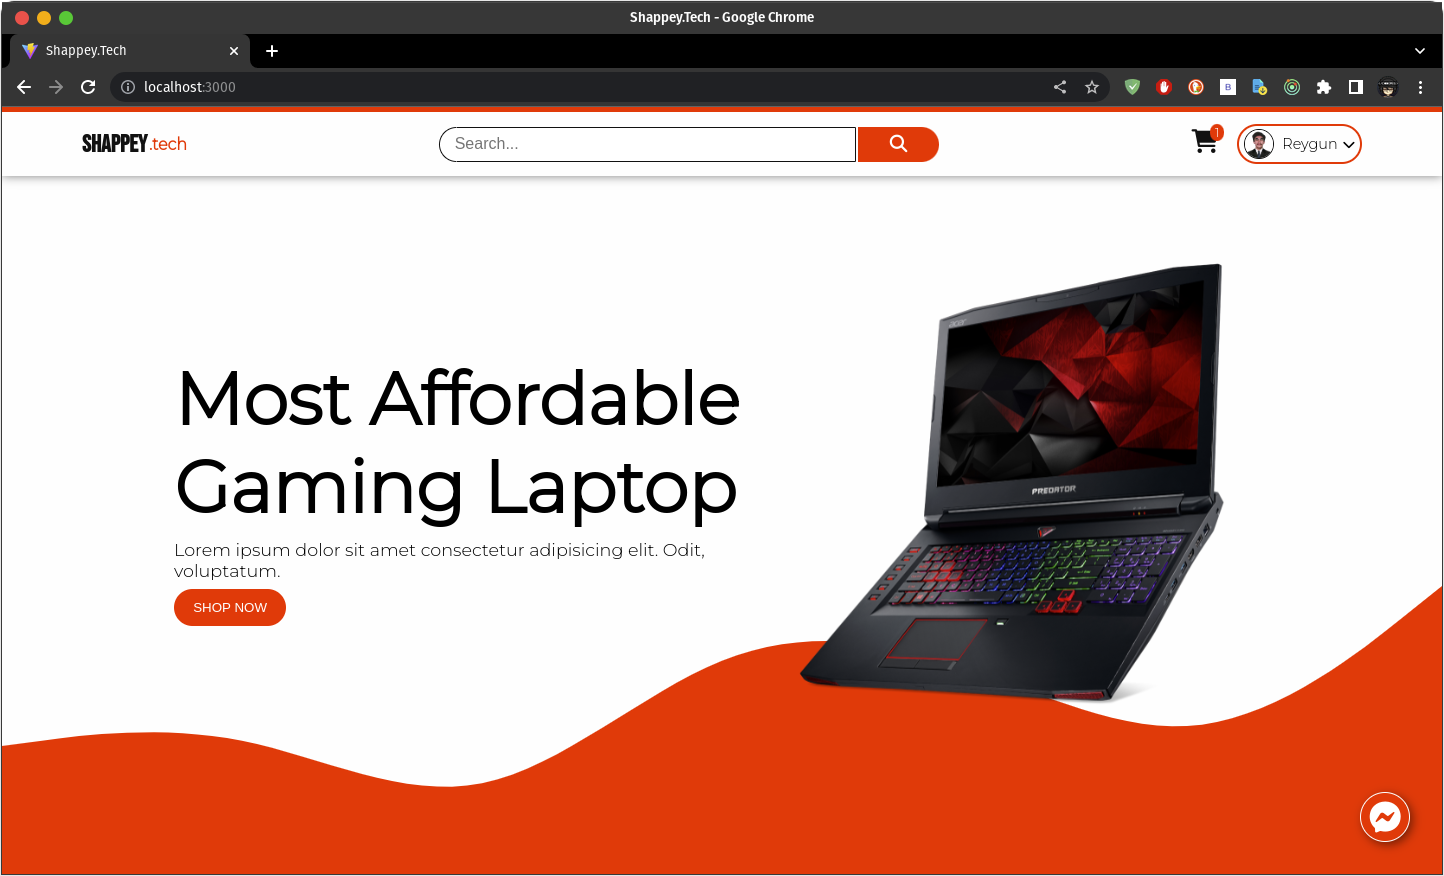 Shappey.Tech - Google Chrome
Shappey.Tech
localhost:3000
B
SHAPPEY.tech
Search...
1
Reygun
acer
Most Affordable
Gaming Laptop
PREDATOR
Lorem ipsum dolor sit amet consectetur adipisicing elit. Odit,
voluptatum.
SHOP NOW